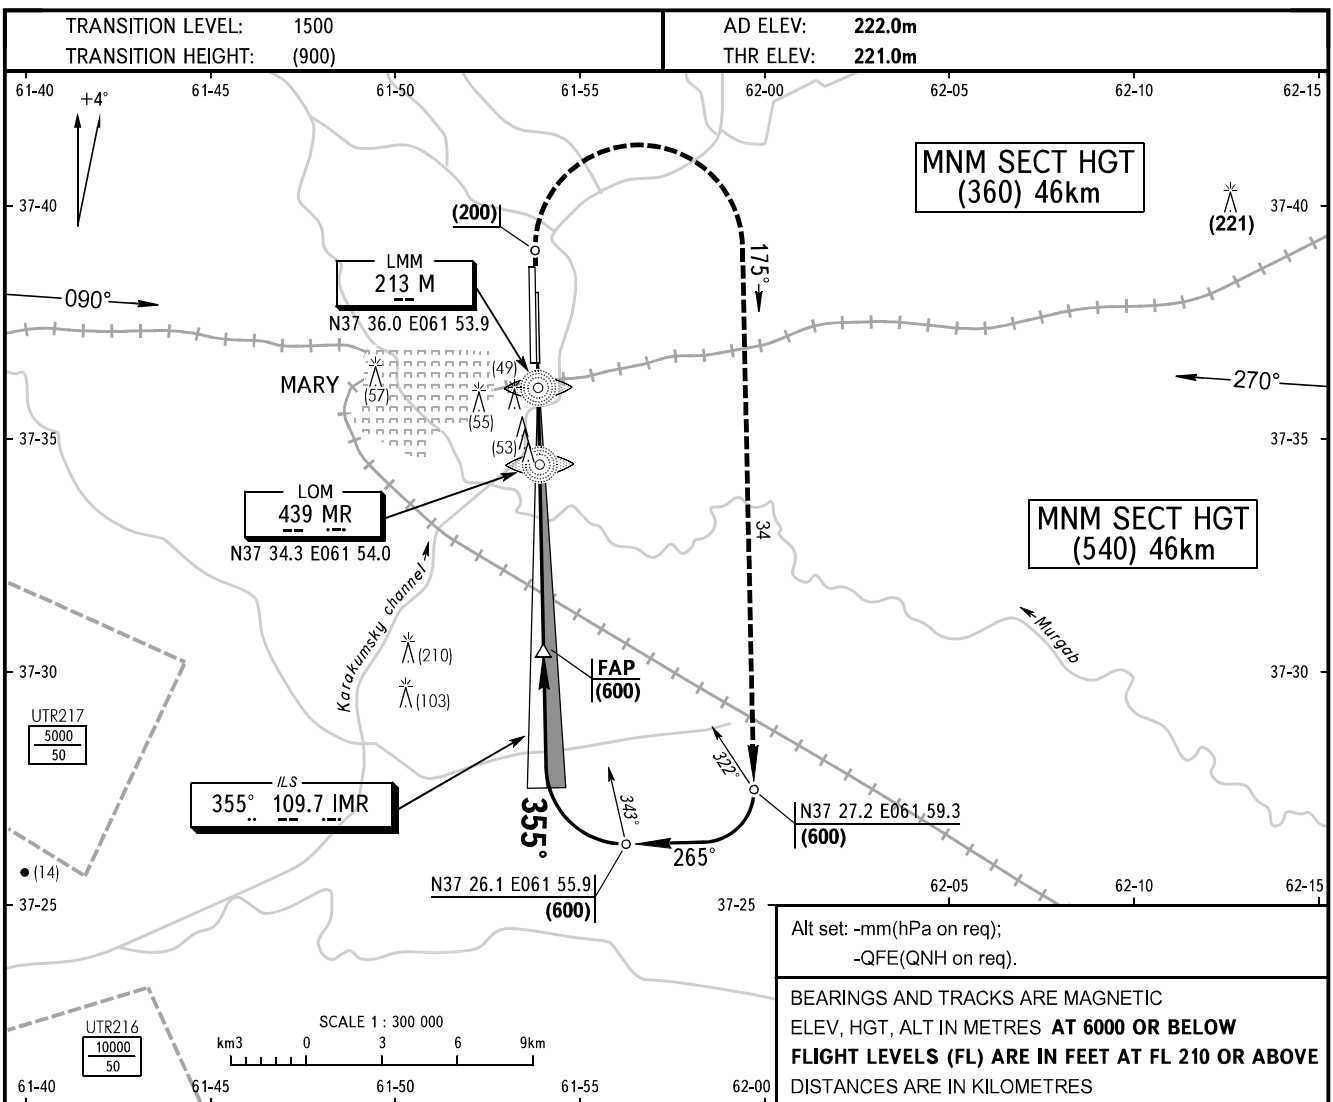 TRANSITION LEVEL: 1500
TRANSITION HEIGHT: (900)
AD ELEV: 222.0m
THR ELEV: 221.0m
61-40 61-45 61-50 61-55 62-00 62-05 62-10 62-15
+4°
MNM SECT HGT
(360) 46km
37-40
37-40
(221)
(200)
LMM
213 M
N37 36.0 E061 53.9
175°
090°
270°
MARY
(57)
(55)
(49)
(53)
37-35
37-35
LOM
439 MR
N37 34.3 E061 54.0
34
MNM SECT HGT
(540) 46km
Karakumsky channel
Murgab
(210)
(103)
37-30
37-30
FAP
(600)
UTR217
5000
50
ILS
355° 109.7 IMR
355°
343°
322°
N37 27.2 E061 59.3
(600)
265°
N37 26.1 E061 55.9
(600)
(14)
37-25
37-25
62-05 62-10 62-15
Alt set: -mm(hPa on req);
-QFE(QNH on req).
BEARINGS AND TRACKS ARE MAGNETIC
ELEV, HGT, ALT IN METRES AT 6000 OR BELOW
FLIGHT LEVELS (FL) ARE IN FEET AT FL 210 OR ABOVE
DISTANCES ARE IN KILOMETRES
UTR216
10000
50
SCALE 1 : 300 000
km3 0 3 6 9km
61-40 61-45 61-50 61-55 62-00